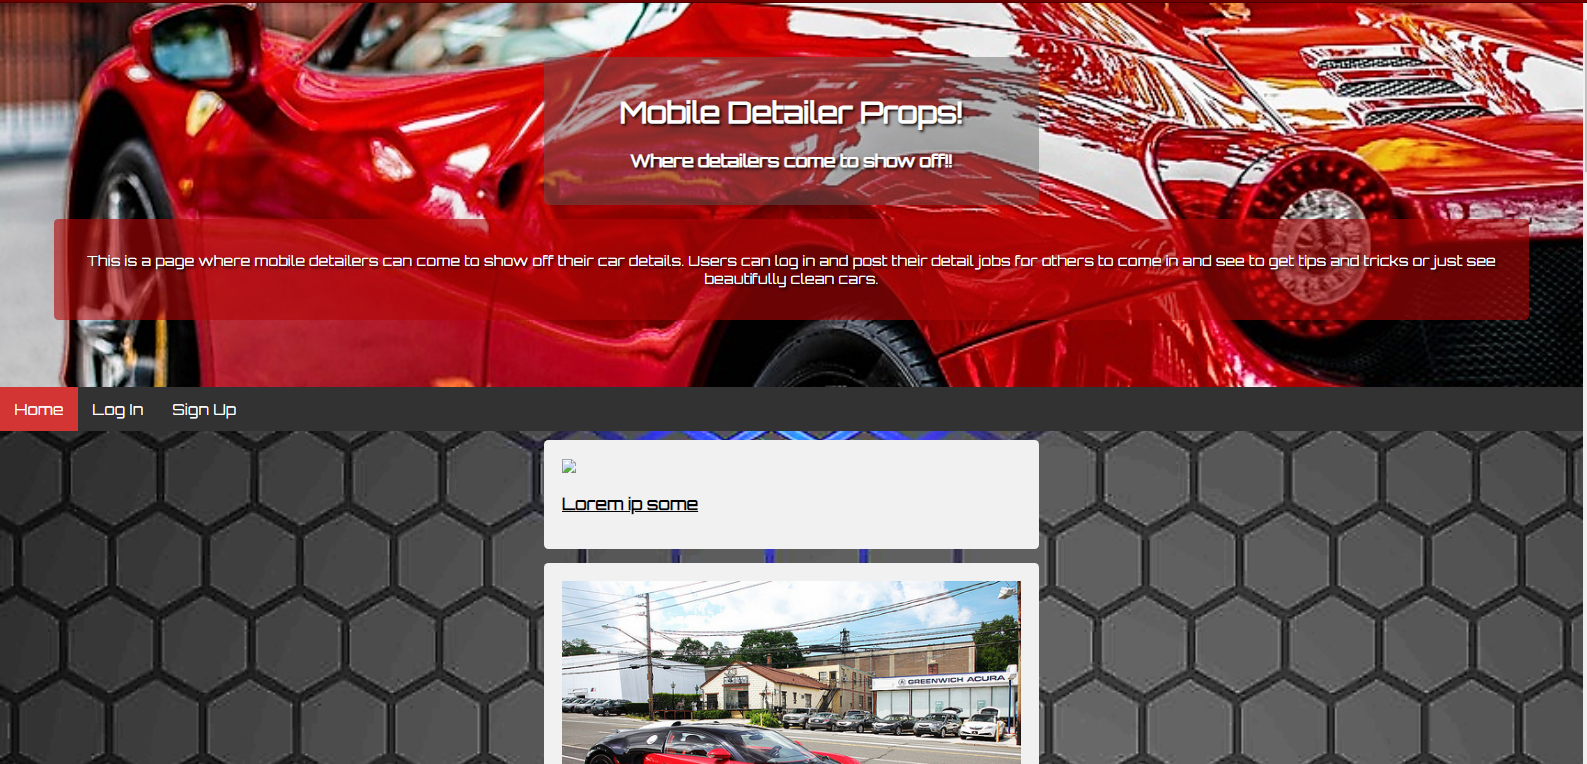 Mobile Detailer Props!
Where detailers come to show off!!
This is a page where mobile detailers can come to show off their car details. Users can log in and post their detail jobs for others to come in and see to get tips and tricks or just see
beautifully clean cars.
Home Log In Sign Up
Lorem ip some
GREENWICH ACURA